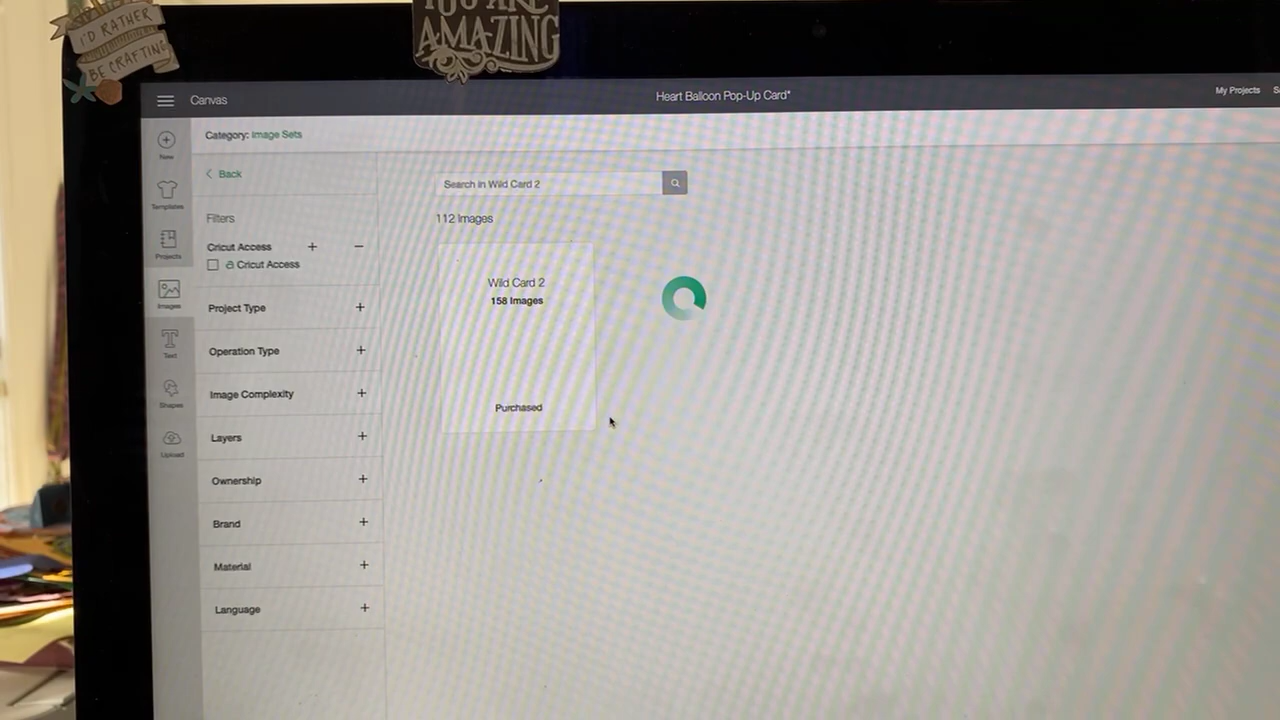 I'D RATHER
BE CRAFTING
YOU ARE
AMAZING
Canvas
Heart Balloon Pop-Up Card*
My Projects
Category: Image Sets
New
Templates
Projects
Images
Text
Shapes
Upload
Back
Filters
Cricut Access
Cricut Access
Project Type
Operation Type
Image Complexity
Layers
Ownership
Brand
Material
Language
Search in Wild Card 2
112 Images
Wild Card 2
158 Images
Purchased